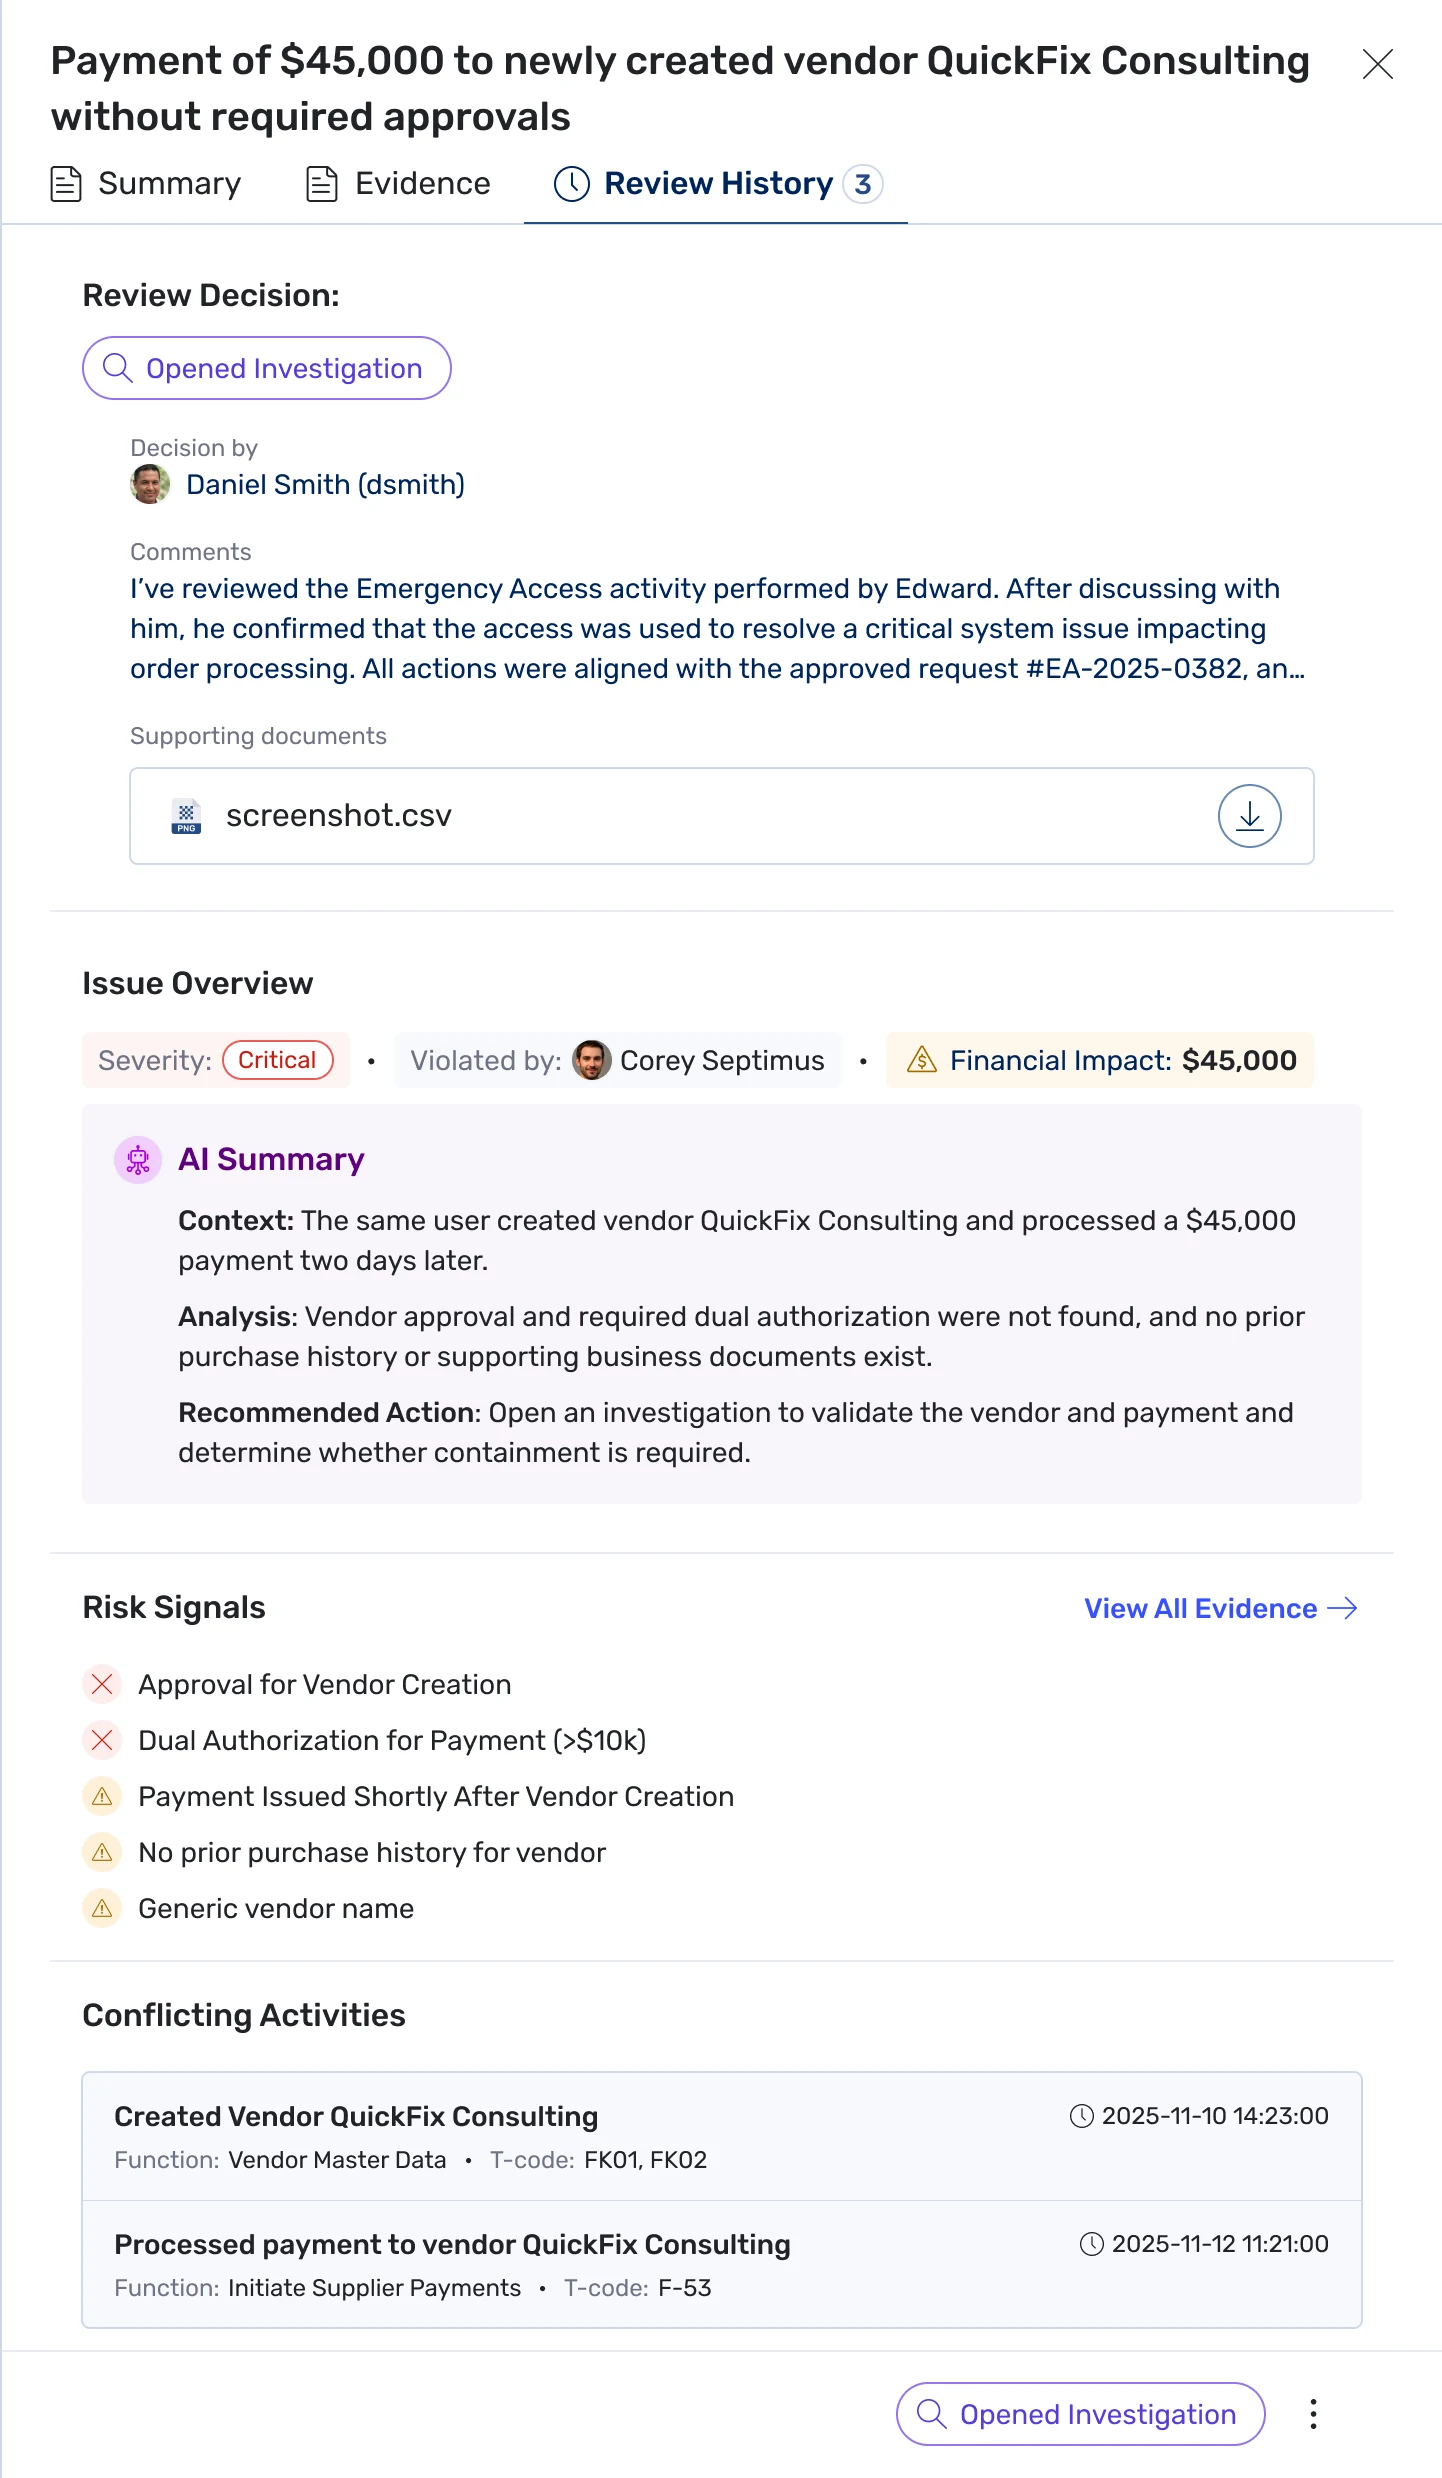 Payment of $45,000 to newly created vendor QuickFix Consulting
without required approvals
Summary
Evidence
Review History 3
Review Decision:
Opened Investigation
Decision by
Daniel Smith (dsmith)
Comments
I’ve reviewed the Emergency Access activity performed by Edward. After discussing with
him, he confirmed that the access was used to resolve a critical system issue impacting
order processing. All actions were aligned with the approved request #EA-2025-0382, an...
Supporting documents
PNG
screenshot.csv
Issue Overview
Severity: Critical • Violated by: Corey Septimus • Financial Impact: $45,000
AI Summary
Context: The same user created vendor QuickFix Consulting and processed a $45,000
payment two days later.
Analysis: Vendor approval and required dual authorization were not found, and no prior
purchase history or supporting business documents exist.
Recommended Action: Open an investigation to validate the vendor and payment and
determine whether containment is required.
Risk Signals
View All Evidence
Approval for Vendor Creation
Dual Authorization for Payment (>$10k)
Payment Issued Shortly After Vendor Creation
No prior purchase history for vendor
Generic vendor name
Conflicting Activities
Created Vendor QuickFix Consulting
2025-11-10 14:23:00
Function: Vendor Master Data • T-code: FK01, FK02
Processed payment to vendor QuickFix Consulting
2025-11-12 11:21:00
Function: Initiate Supplier Payments • T-code: F-53
Opened Investigation